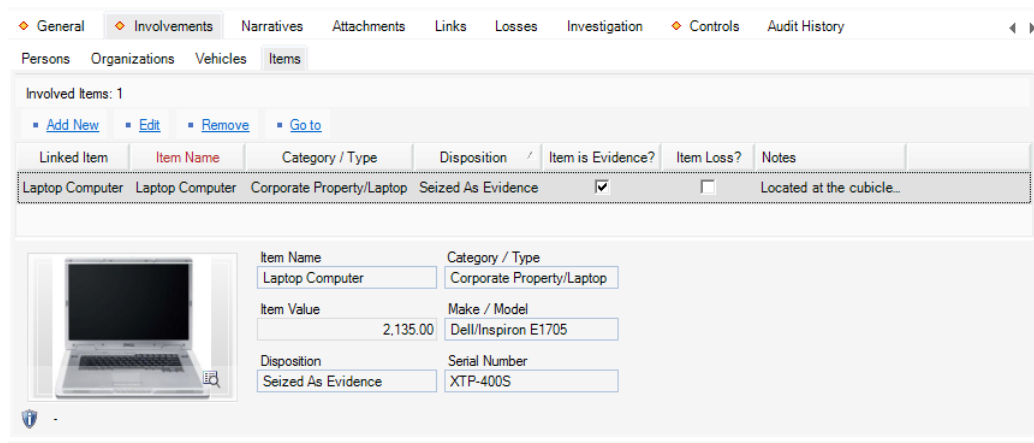 General Involvements Narratives Attachments Links Losses Investigation Controls Audit History
Persons Organizations Vehicles Items
Involved Items: 1
Add New Edit Remove Go to
Linked Item Item Name Category / Type Disposition Item is Evidence? Item Loss? Notes
Laptop Computer Laptop Computer Corporate Property/Laptop Seized As Evidence Located at the cubicle...
Item Name Category / Type
Laptop Computer Corporate Property/Laptop
Item Value Make / Model
2,135.00 Dell/Inspiron E1705
Disposition Serial Number
Seized As Evidence XTP-400S
-